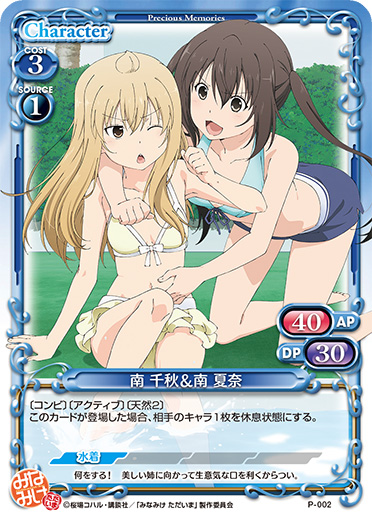 Precious Memories
Character
COST
3
SOURCE
1
40 AP
DP 30
南 千秋&南 夏奈
〔コンビ〕〔アクティブ〕〔天然2〕
このカードが登場した場合、相手のキャラ1枚を休息状態にする。
水着
何をする！　美しい姉に向かって生意気な口を利くからつい。
みなみけ
ただいま
©桜場コハル・講談社／「みなみけ ただいま」製作委員会
P-002